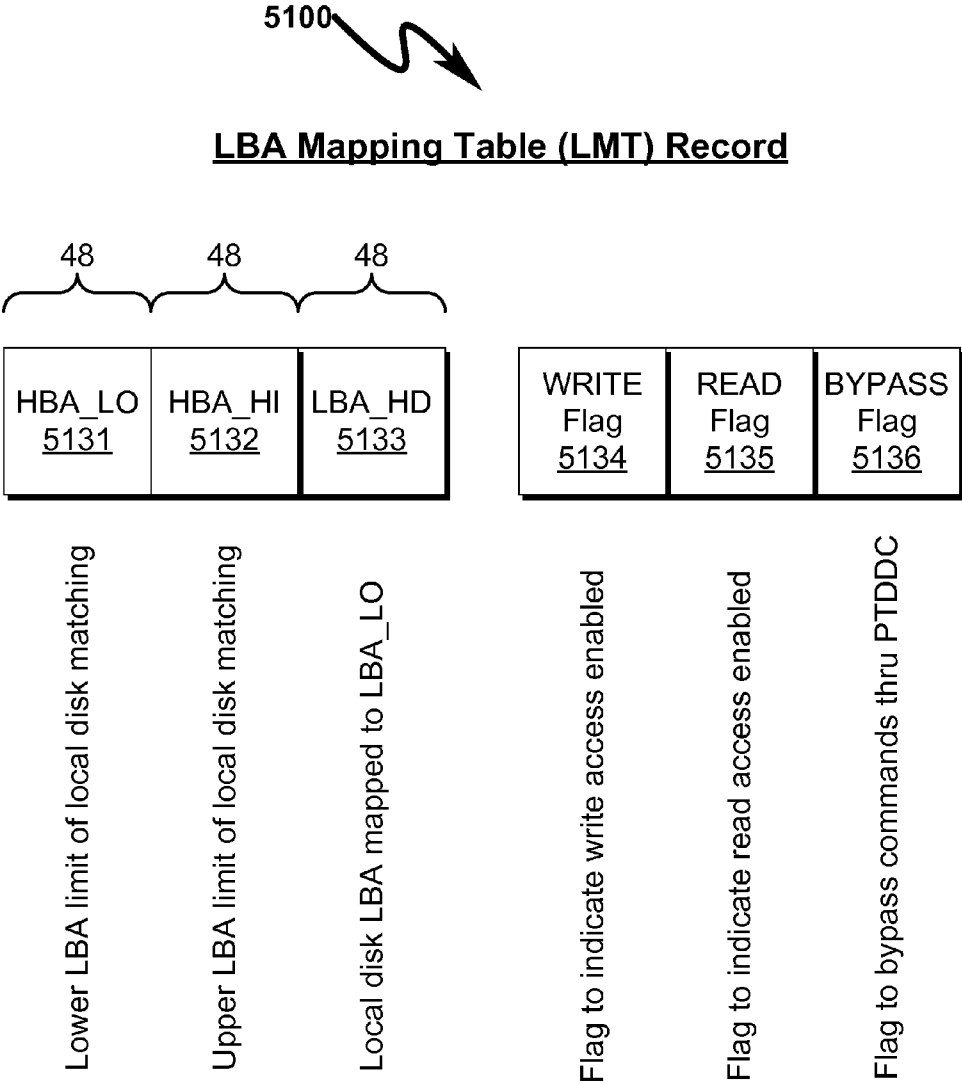 5100
LBA Mapping Table (LMT) Record
48 48 48
HBA_LO
5131
HBA_HI
5132
LBA_HD
5133
WRITE
Flag
5134
READ
Flag
5135
BYPASS
Flag
5136
Lower LBA limit of local disk matching
Upper LBA limit of local disk matching
Local disk LBA mapped to LBA_LO
Flag to indicate write access enabled
Flag to indicate read access enabled
Flag to bypass commands thru PTDDC